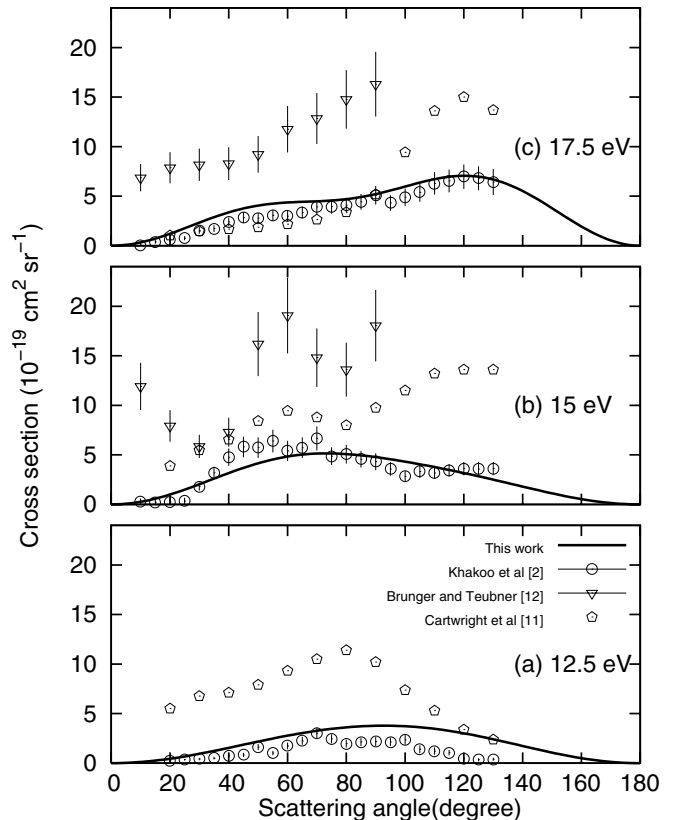 20
15
10
5
0
(c) 17.5 eV
20
15
10
5
0
(b) 15 eV
Cross section (10⁻¹⁹ cm² sr⁻¹)
20
15
10
5
0
This work
Khakoo et al [2]
Brunger and Teubner [12]
Cartwright et al [11]
(a) 12.5 eV
0 20 40 60 80 100 120 140 160 180
Scattering angle(degree)